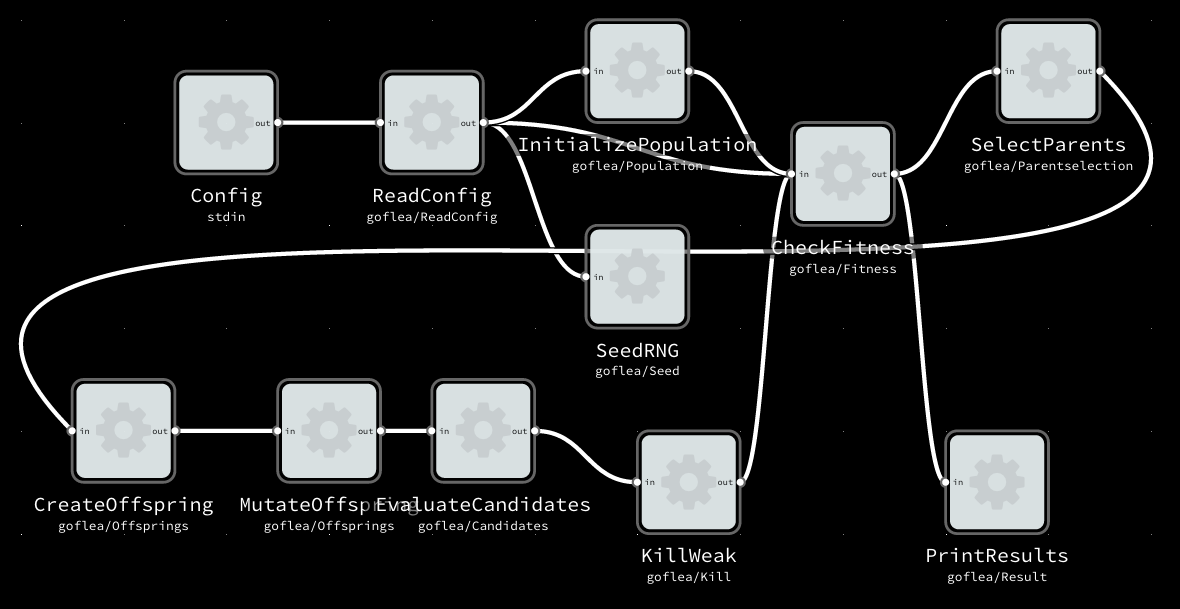 in
out
in
out
InitializePopulation
goflea/Population
SelectParents
goflea/Parentselection
out
in
out
in
out
Config
stdin
ReadConfig
goflea/ReadConfig
CheckFitness
goflea/Fitness
in
SeedRNG
goflea/Seed
in
out
in
out
in
out
CreateOffspring
goflea/Offsprings
MutateOffspring
goflea/Offsprings
EvaluateCandidates
goflea/Candidates
in
out
in
KillWeak
goflea/Kill
PrintResults
goflea/Result